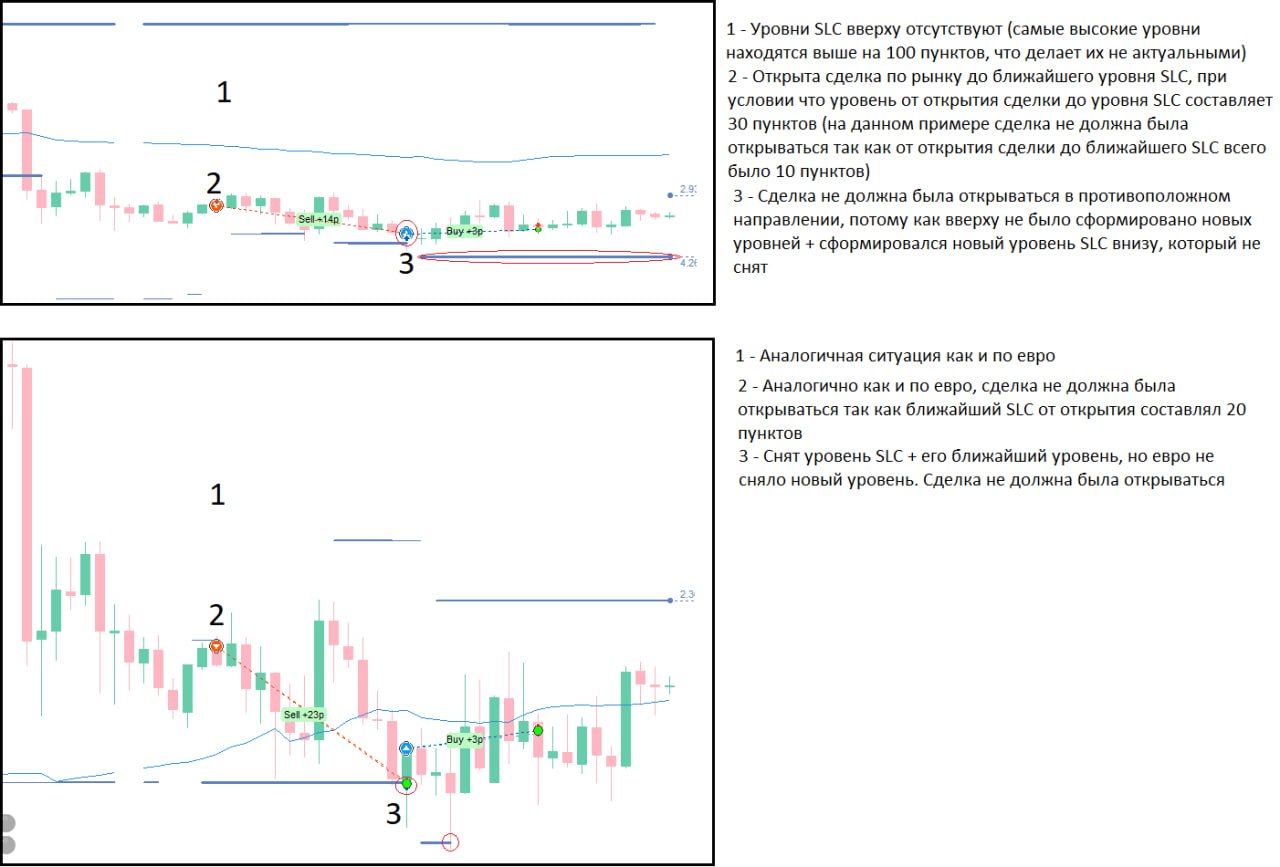 1 - Уровни SLC вверху отсутствуют (самые высокие уровни
находятся выше на 100 пунктов, что делает их не актуальными)
2 - Открыта сделка по рынку до ближайшего уровня SLC, при
условии что уровень от открытия сделки до уровня SLC составляет
30 пунктов (на данном примере сделка не должна была
открываться так как от открытия сделки до ближайшего SLC всего
было 10 пунктов)
3 - Сделка не должна была открываться в противоположном
направлении, потому как вверху не было сформировано новых
уровней + сформировался новый уровень SLC внизу, который не
снят
1
2
Sell +14p
Buy +3p
3
1 - Аналогичная ситуация как и по евро
2 - Аналогично как и по евро, сделка не должна была
открываться так как ближайший SLC от открытия составлял 20
пунктов
3 - Снят уровень SLC + его ближайший уровень, но евро не
сняло новый уровень. Сделка не должна была открываться
1
2
2.3
Sell +23p
Buy +3p
3